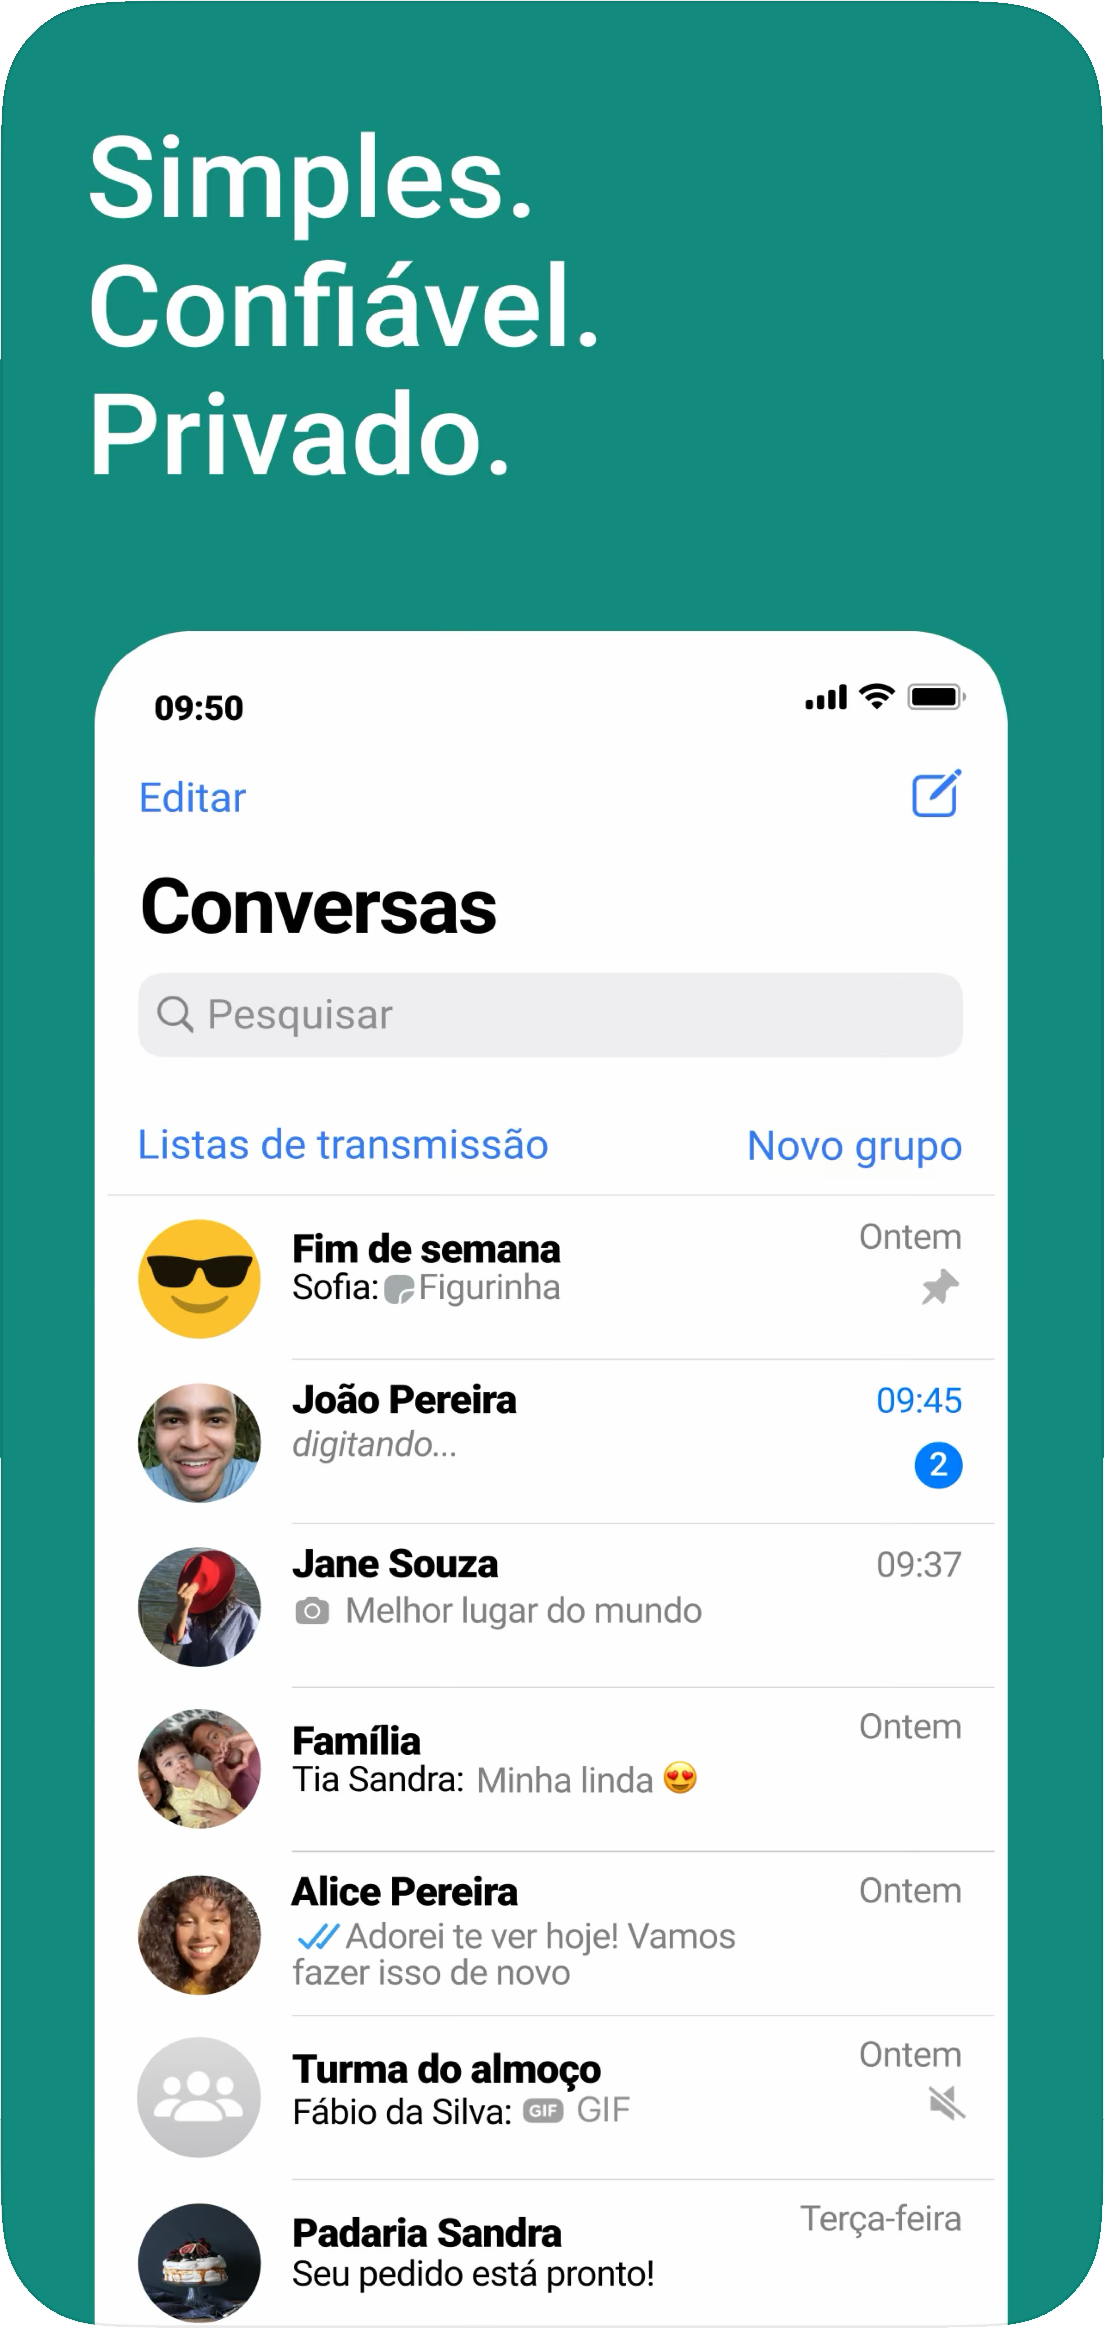 Simples.
Confiável.
Privado.
09:50
Editar
Conversas
Pesquisar
Listas de transmissão Novo grupo
Fim de semana Ontem
Sofia: Figurinha
João Pereira 09:45
digitando... 2
Jane Souza 09:37
Melhor lugar do mundo
Família Ontem
Tia Sandra: Minha linda 😍
Alice Pereira Ontem
Adorei te ver hoje! Vamos
fazer isso de novo
Turma do almoço Ontem
Fábio da Silva: GIF GIF
Padaria Sandra Terça-feira
Seu pedido está pronto!